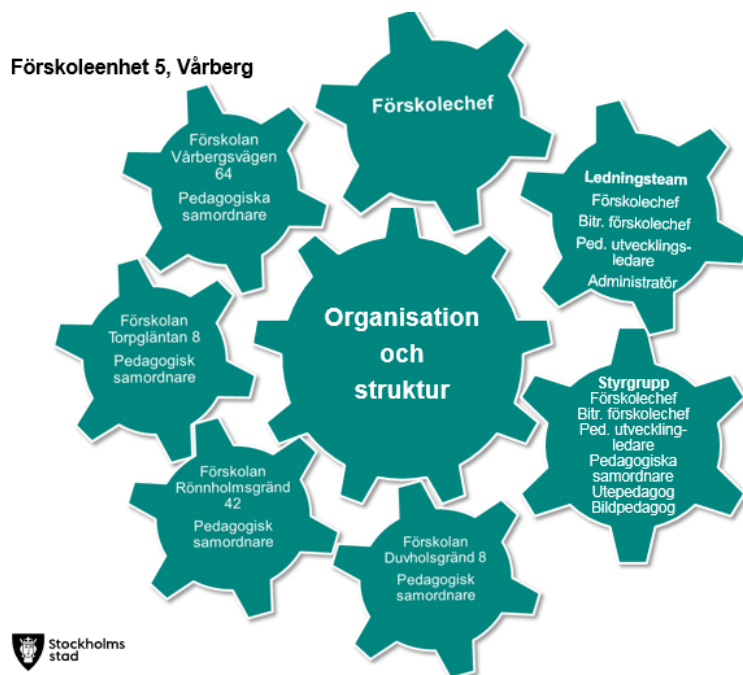 Förskoleenhet 5, Vårberg
Förskolechef
Förskolan
Vårbergsvägen
64
Pedagogiska
samordnare
Ledningsteam
Förskolechef
Bitr. förskolechef
Ped. utvecklings-
ledare
Administratör
Organisation
och
struktur
Förskolan
Torpgläntan 8
Pedagogisk
samordnare
Styrgrupp
Förskolechef
Bitr. förskolechef
Ped. utveckling-
ledare
Pedagogiska
samordnare
Utepedagog
Bildpedagog
Förskolan
Rönnholmsgränd
42
Pedagogisk
samordnare
Förskolan
Duvholsgränd 8
Pedagogisk
samordnare
Stockholms
stad